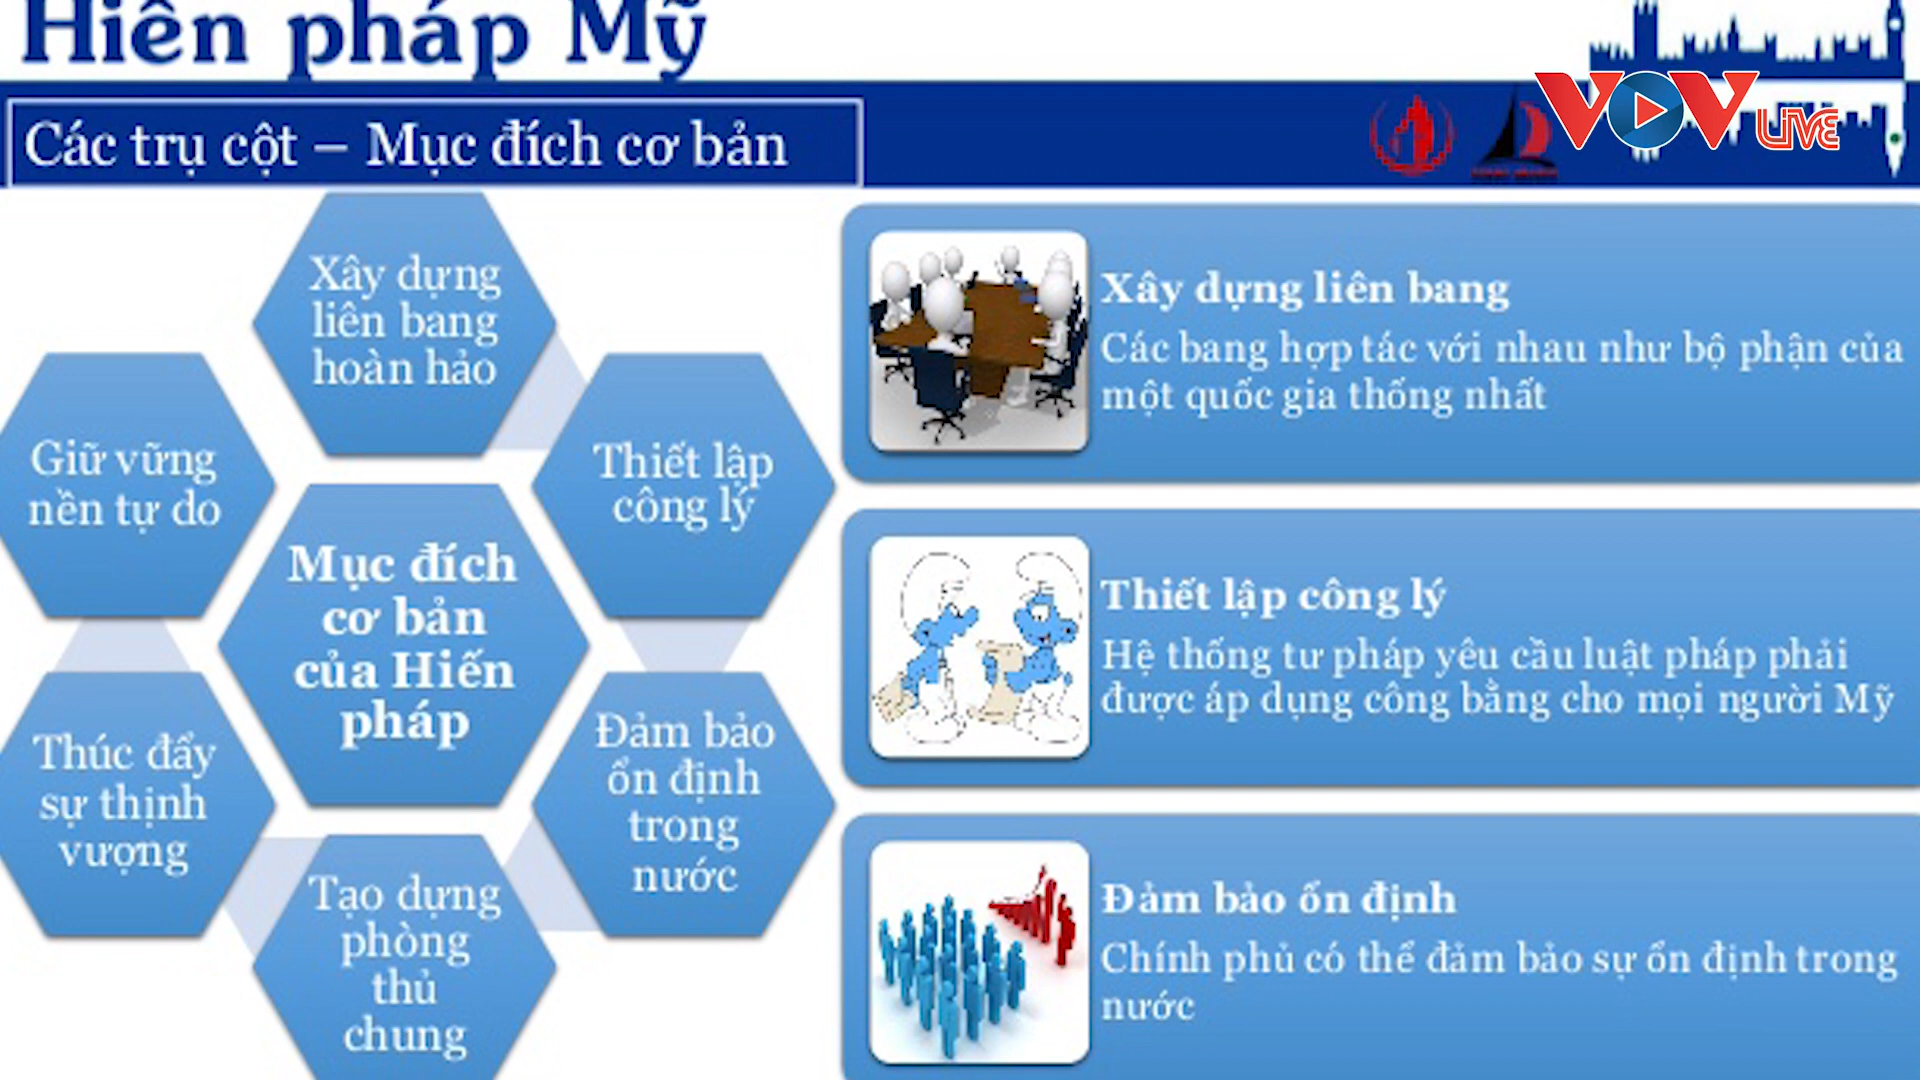 Hiến pháp Mỹ
Các trụ cột – Mục đích cơ bản
VOV LIVE
Xây dựng
liên bang
hoàn hảo
Giữ vững
nền tự do
Thiết lập
công lý
Mục đích
cơ bản
của Hiến
pháp
Thúc đẩy
sự thịnh
vượng
Đảm bảo
ổn định
trong
nước
Tạo dựng
phòng
thủ
chung
Xây dựng liên bang
Các bang hợp tác với nhau như bộ phận của
một quốc gia thống nhất
Thiết lập công lý
Hệ thống tư pháp yêu cầu luật pháp phải
được áp dụng công bằng cho mọi người Mỹ
Đảm bảo ổn định
Chính phủ có thể đảm bảo sự ổn định trong
nước